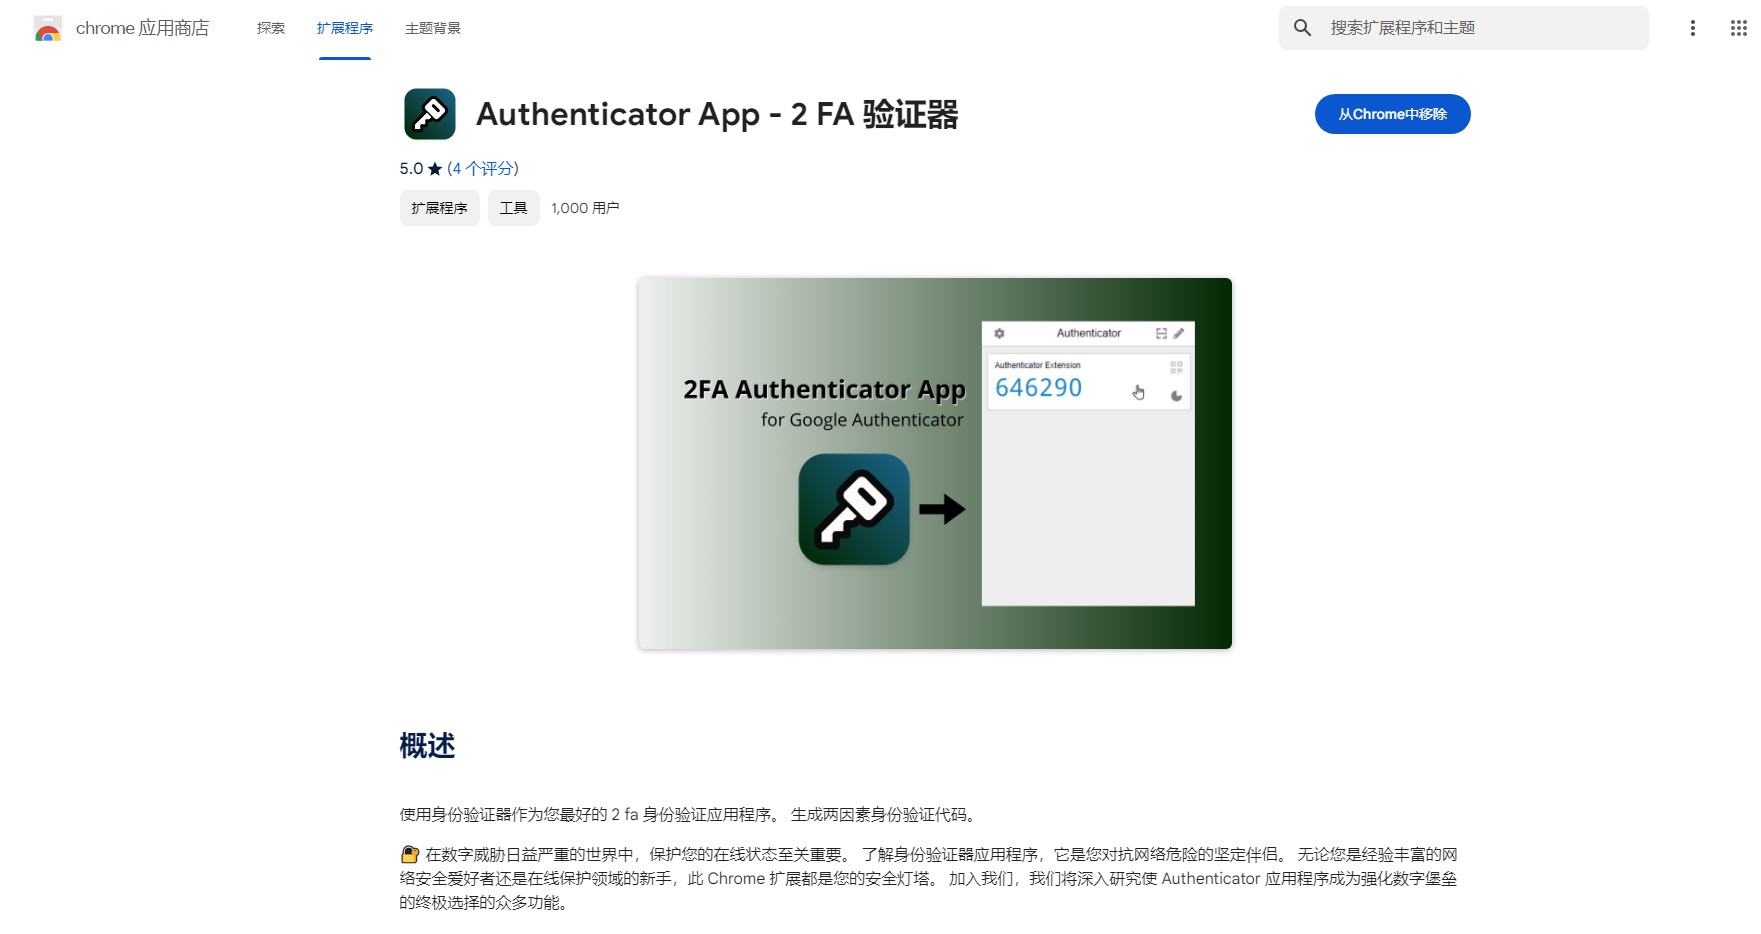 chrome 应用商店
探索
扩展程序
主题背景
搜索扩展程序和主题
Authenticator App - 2 FA 验证器
从Chrome中移除
5.0 ★ (4 个评分)
扩展程序
工具
1,000 用户
Authenticator
Authenticator Extension
646290
2FA Authenticator App
for Google Authenticator
概述
使用身份验证器作为您最好的 2 fa 身份验证应用程序。 生成两因素身份验证代码。
🔐 在数字威胁日益严重的世界中，保护您的在线状态至关重要。 了解身份验证器应用程序，它是您对抗网络危险的坚定伴侣。 无论您是经验丰富的网
络安全爱好者还是在线保护领域的新手，此 Chrome 扩展都是您的安全灯塔。 加入我们，我们将深入研究使 Authenticator 应用程序成为强化数字堡垒
的终极选择的众多功能。